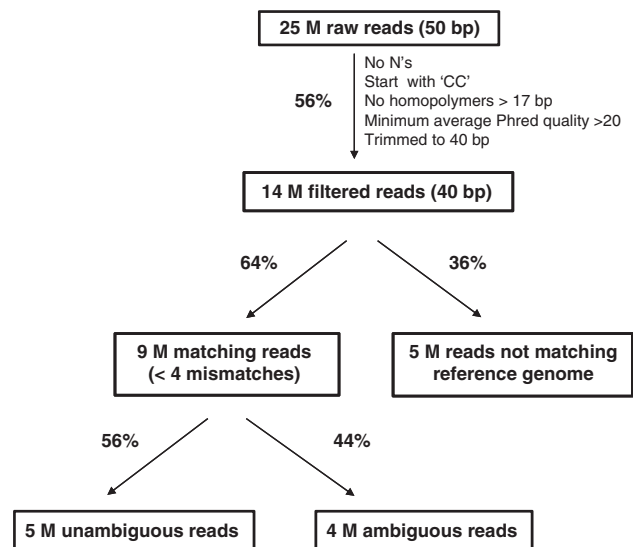 25 M raw reads (50 bp)
No N's
Start with 'CC'
56%
No homopolymers > 17 bp
Minimum average Phred quality >20
Trimmed to 40 bp
14 M filtered reads (40 bp)
64%
36%
9 M matching reads
(< 4 mismatches)
5 M reads not matching
reference genome
56%
44%
5 M unambiguous reads
4 M ambiguous reads